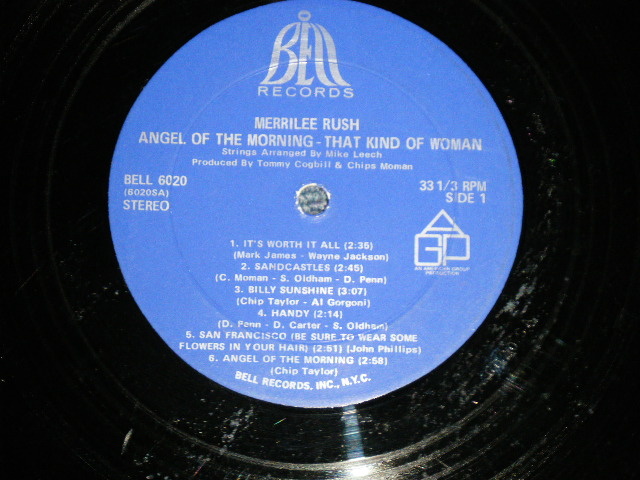 BELL
RECORDS
MERRILEE RUSH
ANGEL OF THE MORNING - THAT KIND OF WOMAN
Strings Arranged By Mike Leech
Produced By Tommy Cogbill & Chips Moman
BELL 6020
(6020SA)
STEREO
33 1/3 RPM
SIDE 1
AGP
AN AMERICAN GROUP
PRODUCTION
1. IT'S WORTH IT ALL (2:35)
(Mark James - Wayne Jackson)
2. SANDCASTLES (2:45)
(C. Moman - S. Oldham - D. Penn)
3. BILLY SUNSHINE (3:07)
(Chip Taylor - Al Gorgoni)
4. HANDY (2:14)
(D. Penn - D. Carter - S. Oldham)
5. SAN FRANCISCO (BE SURE TO WEAR SOME
FLOWERS IN YOUR HAIR) (2:51) (John Phillips)
6. ANGEL OF THE MORNING (2:58)
(Chip Taylor)
BELL RECORDS, INC., N.Y.C.